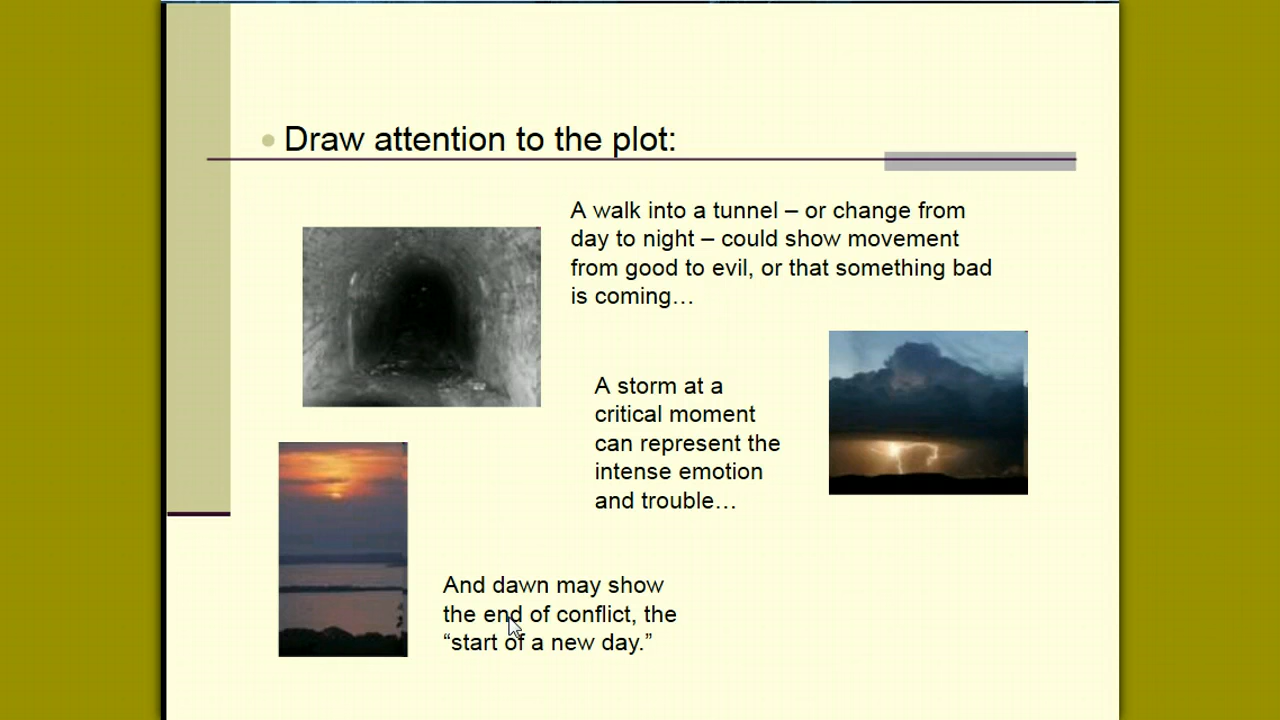 Draw attention to the plot:
A walk into a tunnel – or change from
day to night – could show movement
from good to evil, or that something bad
is coming…
A storm at a
critical moment
can represent the
intense emotion
and trouble…
And dawn may show
the end of conflict, the
“start of a new day.”